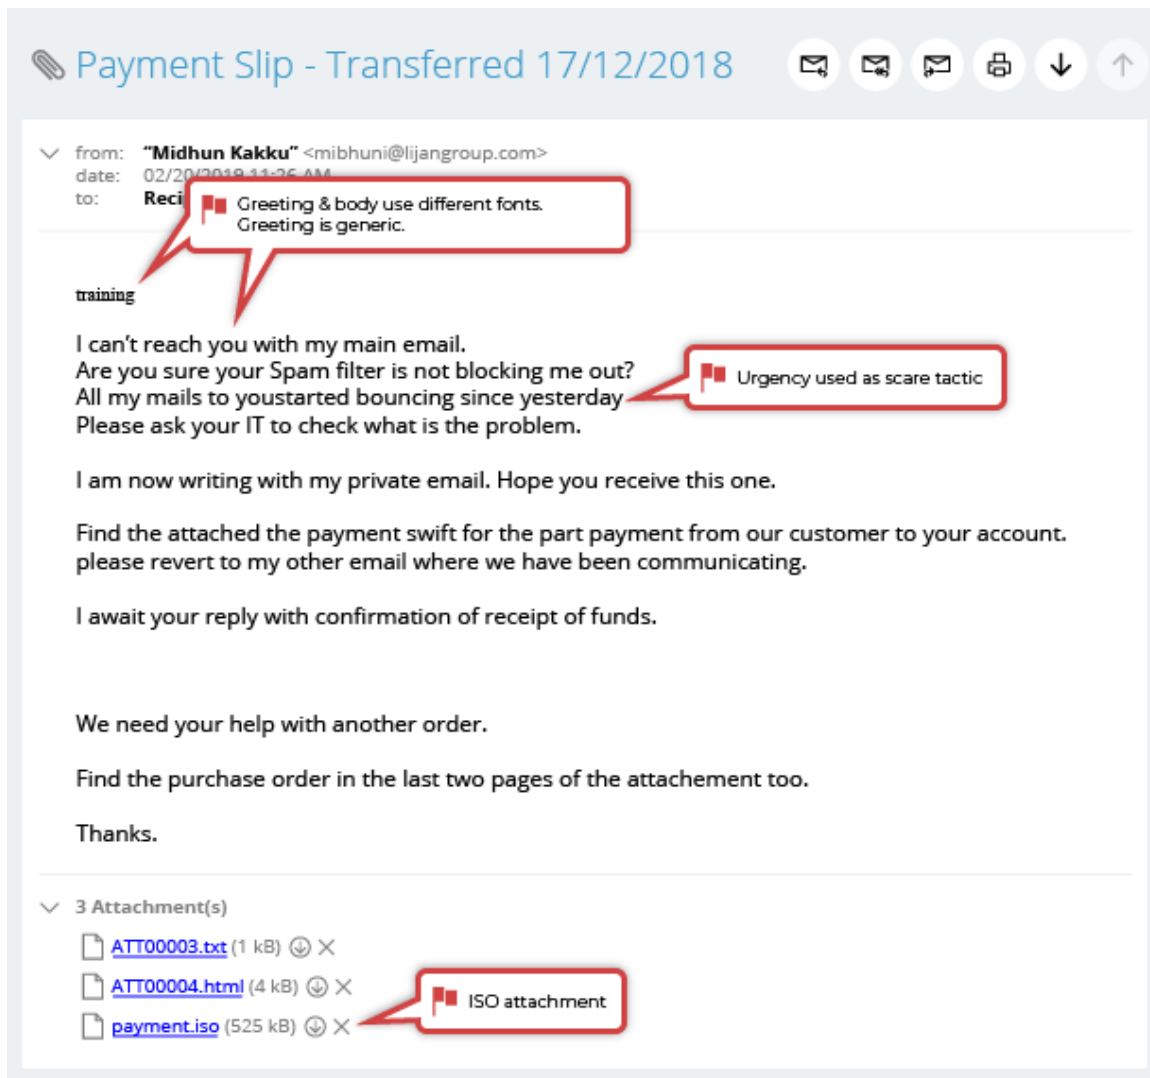 Payment Slip - Transferred 17/12/2018
from: “Midhun Kakku” <mibhuni@lijangroup.com>
date: 02/20/2019 11:26 AM
to:
Greeting & body use different fonts.
Greeting is generic.
training
I can’t reach you with my main email.
Are you sure your Spam filter is not blocking me out?
All my mails to youstarted bouncing since yesterday
Please ask your IT to check what is the problem.
Urgency used as scare tactic
I am now writing with my private email. Hope you receive this one.
Find the attached the payment swift for the part payment from our customer to your account.
please revert to my other email where we have been communicating.
I await your reply with confirmation of receipt of funds.
We need your help with another order.
Find the purchase order in the last two pages of the attachement too.
Thanks.
3 Attachment(s)
ATT00003.txt (1 kB)
ATT00004.html (4 kB)
payment.iso (525 kB)
ISO attachment